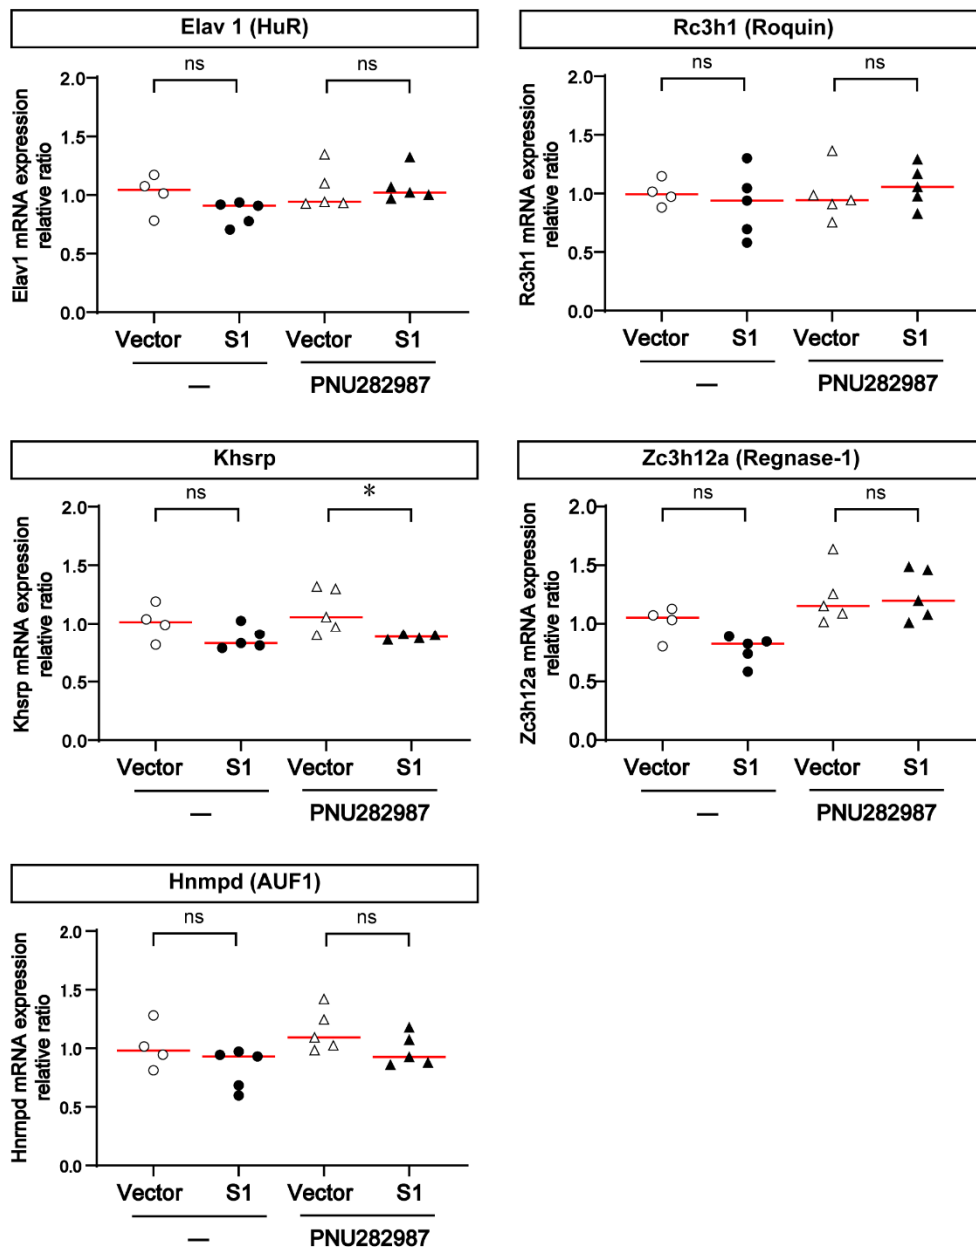 Elav 1 (HuR)
ns
ns
Elav1 mRNA expression
relative ratio
2.0
1.5
1.0
0.5
0.0
Vector
S1
Vector
S1
—
PNU282987
Rc3h1 (Roquin)
ns
ns
Rc3h1 mRNA expression
relative ratio
2.0
1.5
1.0
0.5
0.0
Vector
S1
Vector
S1
—
PNU282987
Khsrp
ns
*
Khsrp mRNA expression
relative ratio
2.0
1.5
1.0
0.5
0.0
Vector
S1
Vector
S1
—
PNU282987
Zc3h12a (Regnase-1)
ns
ns
Zc3h12a mRNA expression
relative ratio
2.0
1.5
1.0
0.5
0.0
Vector
S1
Vector
S1
—
PNU282987
Hnmpd (AUF1)
ns
ns
Hnrnpd mRNA expression
relative ratio
2.0
1.5
1.0
0.5
0.0
Vector
S1
Vector
S1
—
PNU282987